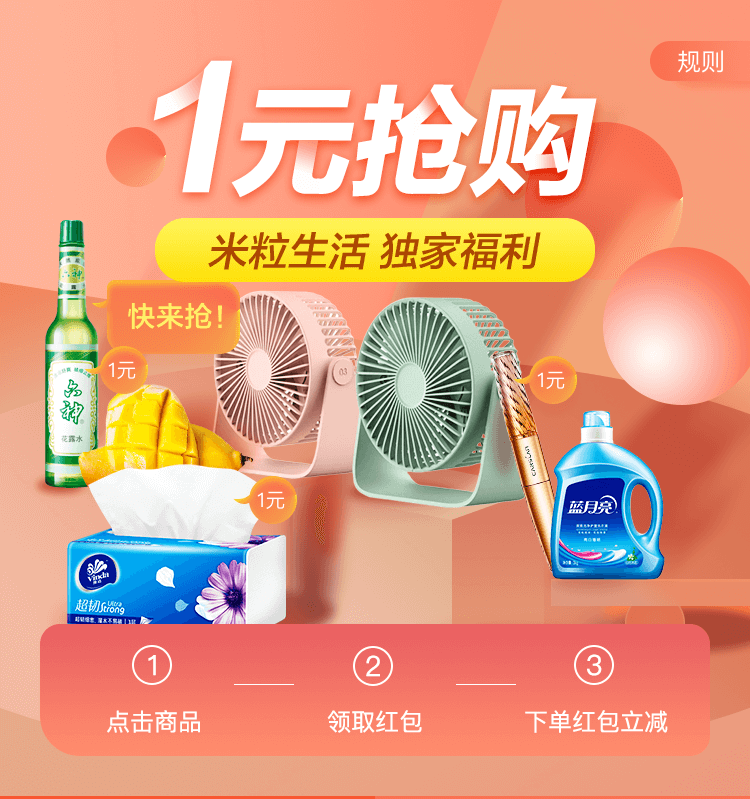 规则
1元抢购
米粒生活 独家福利
快来抢！
六神
花露水
1元
1元
1元
蓝月亮
Vinda
超韧 Ultra Strong
1
2
3
点击商品
领取红包
下单红包立减